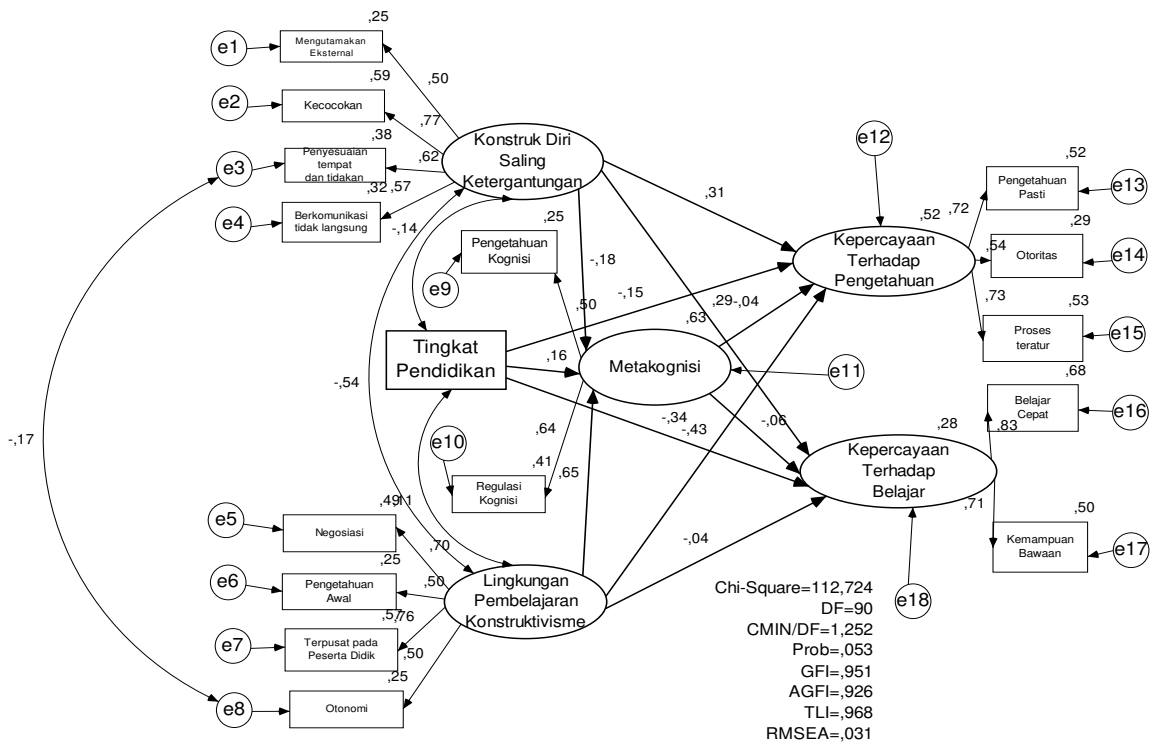 ,25
e1
Mengutamakan
Eksternal
,50
,59
e2
Kecocokan
,77
,38
e3
Penyesuaian
tempat
dan tidakan
,62
,32
,57
e4
Berkomunikasi
tidak langsung
-,14
Konstruk Diri
Saling
Ketergantungan
,25
Pengetahuan
Kognisi
e9
,50
-,18
,31
e12
,52
Kepercayaan
Terhadap
Pengetahuan
,52
Pengetahuan
Pasti
e13
,72
,29
,54
Otoritas
e14
,73
,53
Proses
teratur
e15
-,15
,29
-,04
,63
Tingkat
Pendidikan
,16
Metakognisi
e11
-,54
-,17
-,34
-,43
-,06
,68
Belajar
Cepat
e16
,83
,28
Kepercayaan
Terhadap
Belajar
,71
,50
Kemampuan
Bawaan
e17
e10
,64
,41
,65
Regulasi
Kognisi
,49
,11
e5
Negosiasi
,70
,25
e6
Pengetahuan
Awal
,50
,57
,76
e7
Terpusat pada
Peserta Didik
,50
,25
e8
Otonomi
Lingkungan
Pembelajaran
Konstruktivisme
-,04
e18
Chi-Square=112,724
DF=90
CMIN/DF=1,252
Prob=,053
GFI=,951
AGFI=,926
TLI=,968
RMSEA=,031